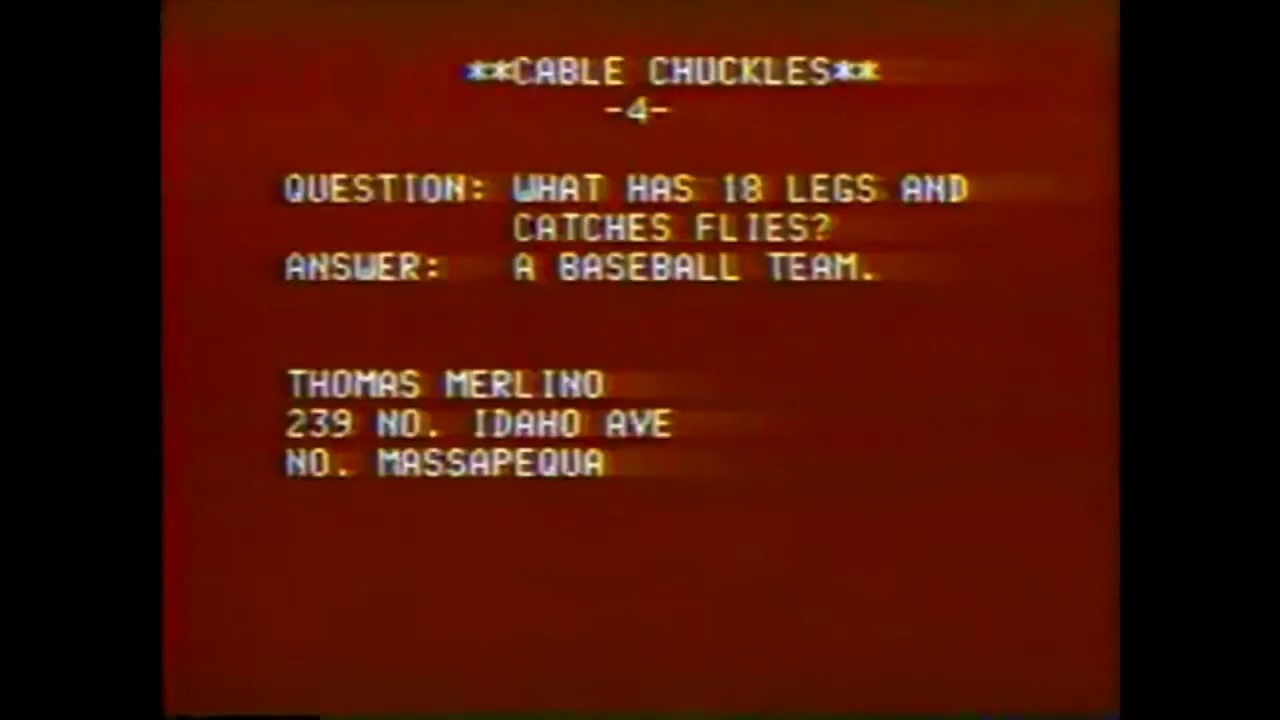 **CABLE CHUCKLES**
-4-
QUESTION: WHAT HAS 18 LEGS AND
CATCHES FLIES?
ANSWER: A BASEBALL TEAM.
THOMAS MERLINO
239 NO. IDAHO AVE
NO. MASSAPEQUA